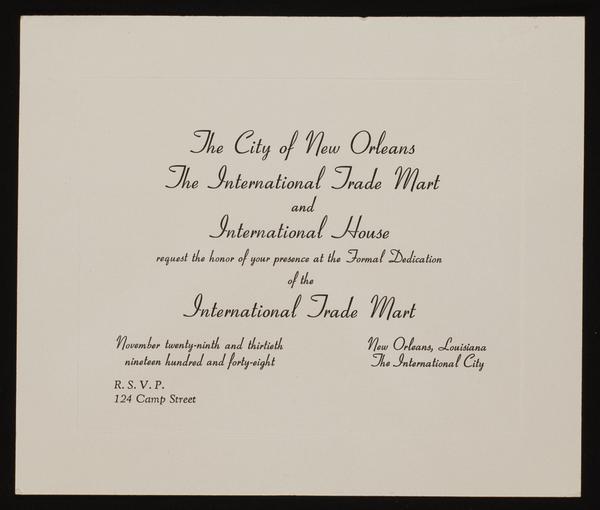 The City of New Orleans
The International Trade Mart
and
International House
request the honor of your presence at the Formal Dedication
of the
International Trade Mart
November twenty-ninth and thirtieth
nineteen hundred and forty-eight
New Orleans, Louisiana
The International City
R. S. V. P.
124 Camp Street